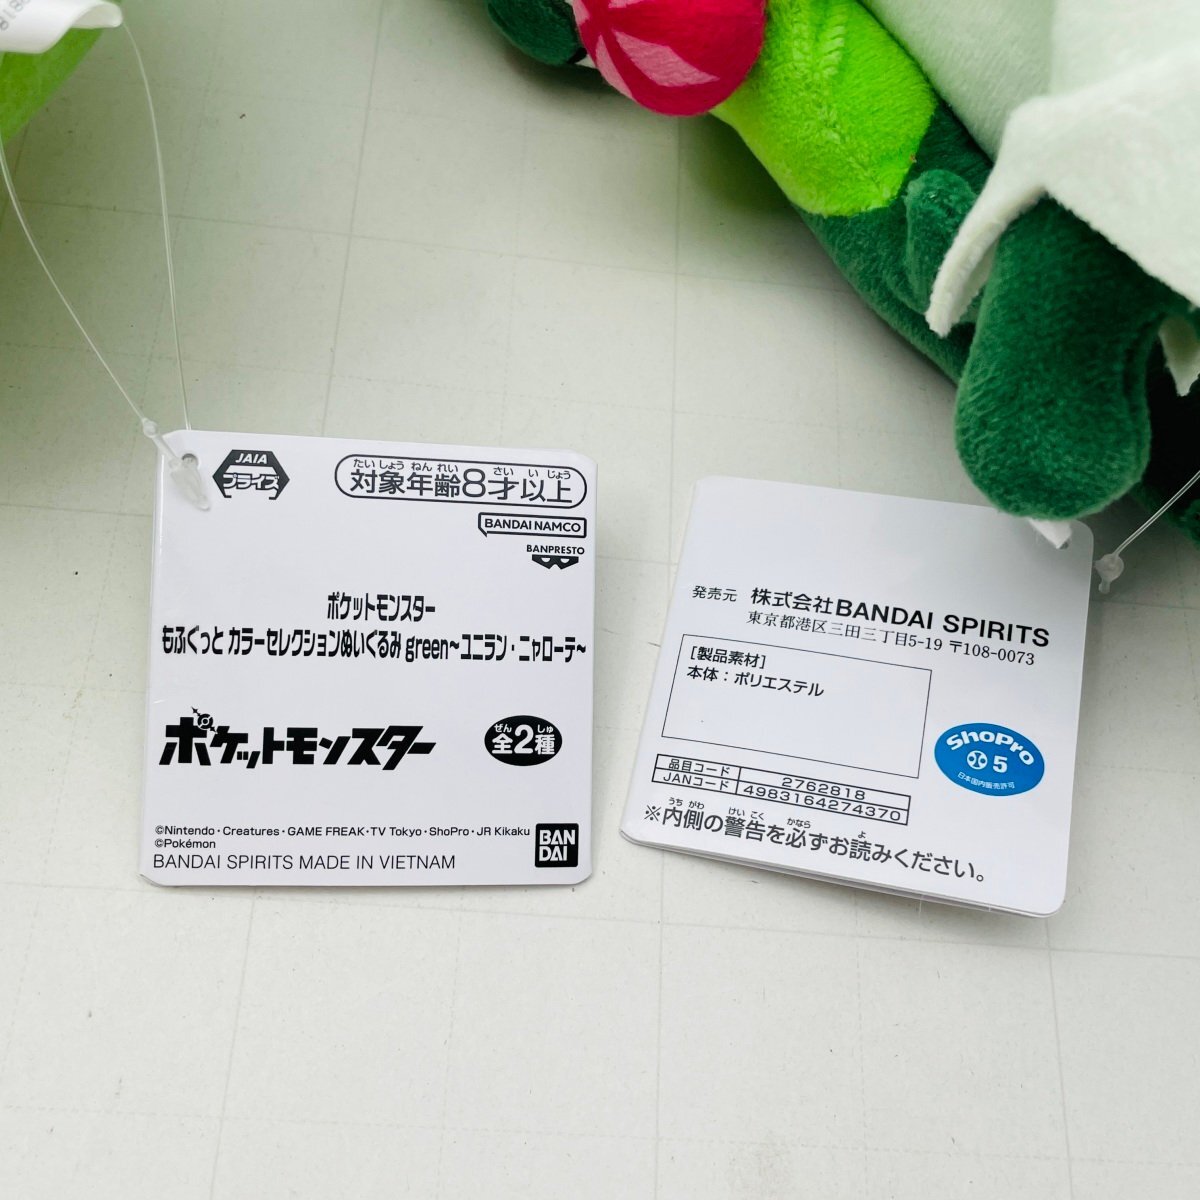 JAIA
プライズ
たいしょうねんれい さいいじょう
対象年齢8才以上
BANDAI NAMCO
BANPRESTO
ポケットモンスター
もふぐっと カラーセレクションぬいぐるみ green~ユニラン・ニャローテ~
ポケットモンスター
ぜん しゅ
全2種
©Nintendo・Creatures・GAME FREAK・TV Tokyo・ShoPro・JR Kikaku
©Pokémon
BANDAI SPIRITS MADE IN VIETNAM
BAN
DAI
発売元 株式会社BANDAI SPIRITS
東京都港区三田三丁目5-19 〒108-0073
[製品素材]
本体：ポリエステル
ShoPro
5
日本国内販売許可
品目コード 2762818
JANコード 4983164274370
うちがわ けいこく かなら よ
※内側の警告を必ずお読みください。